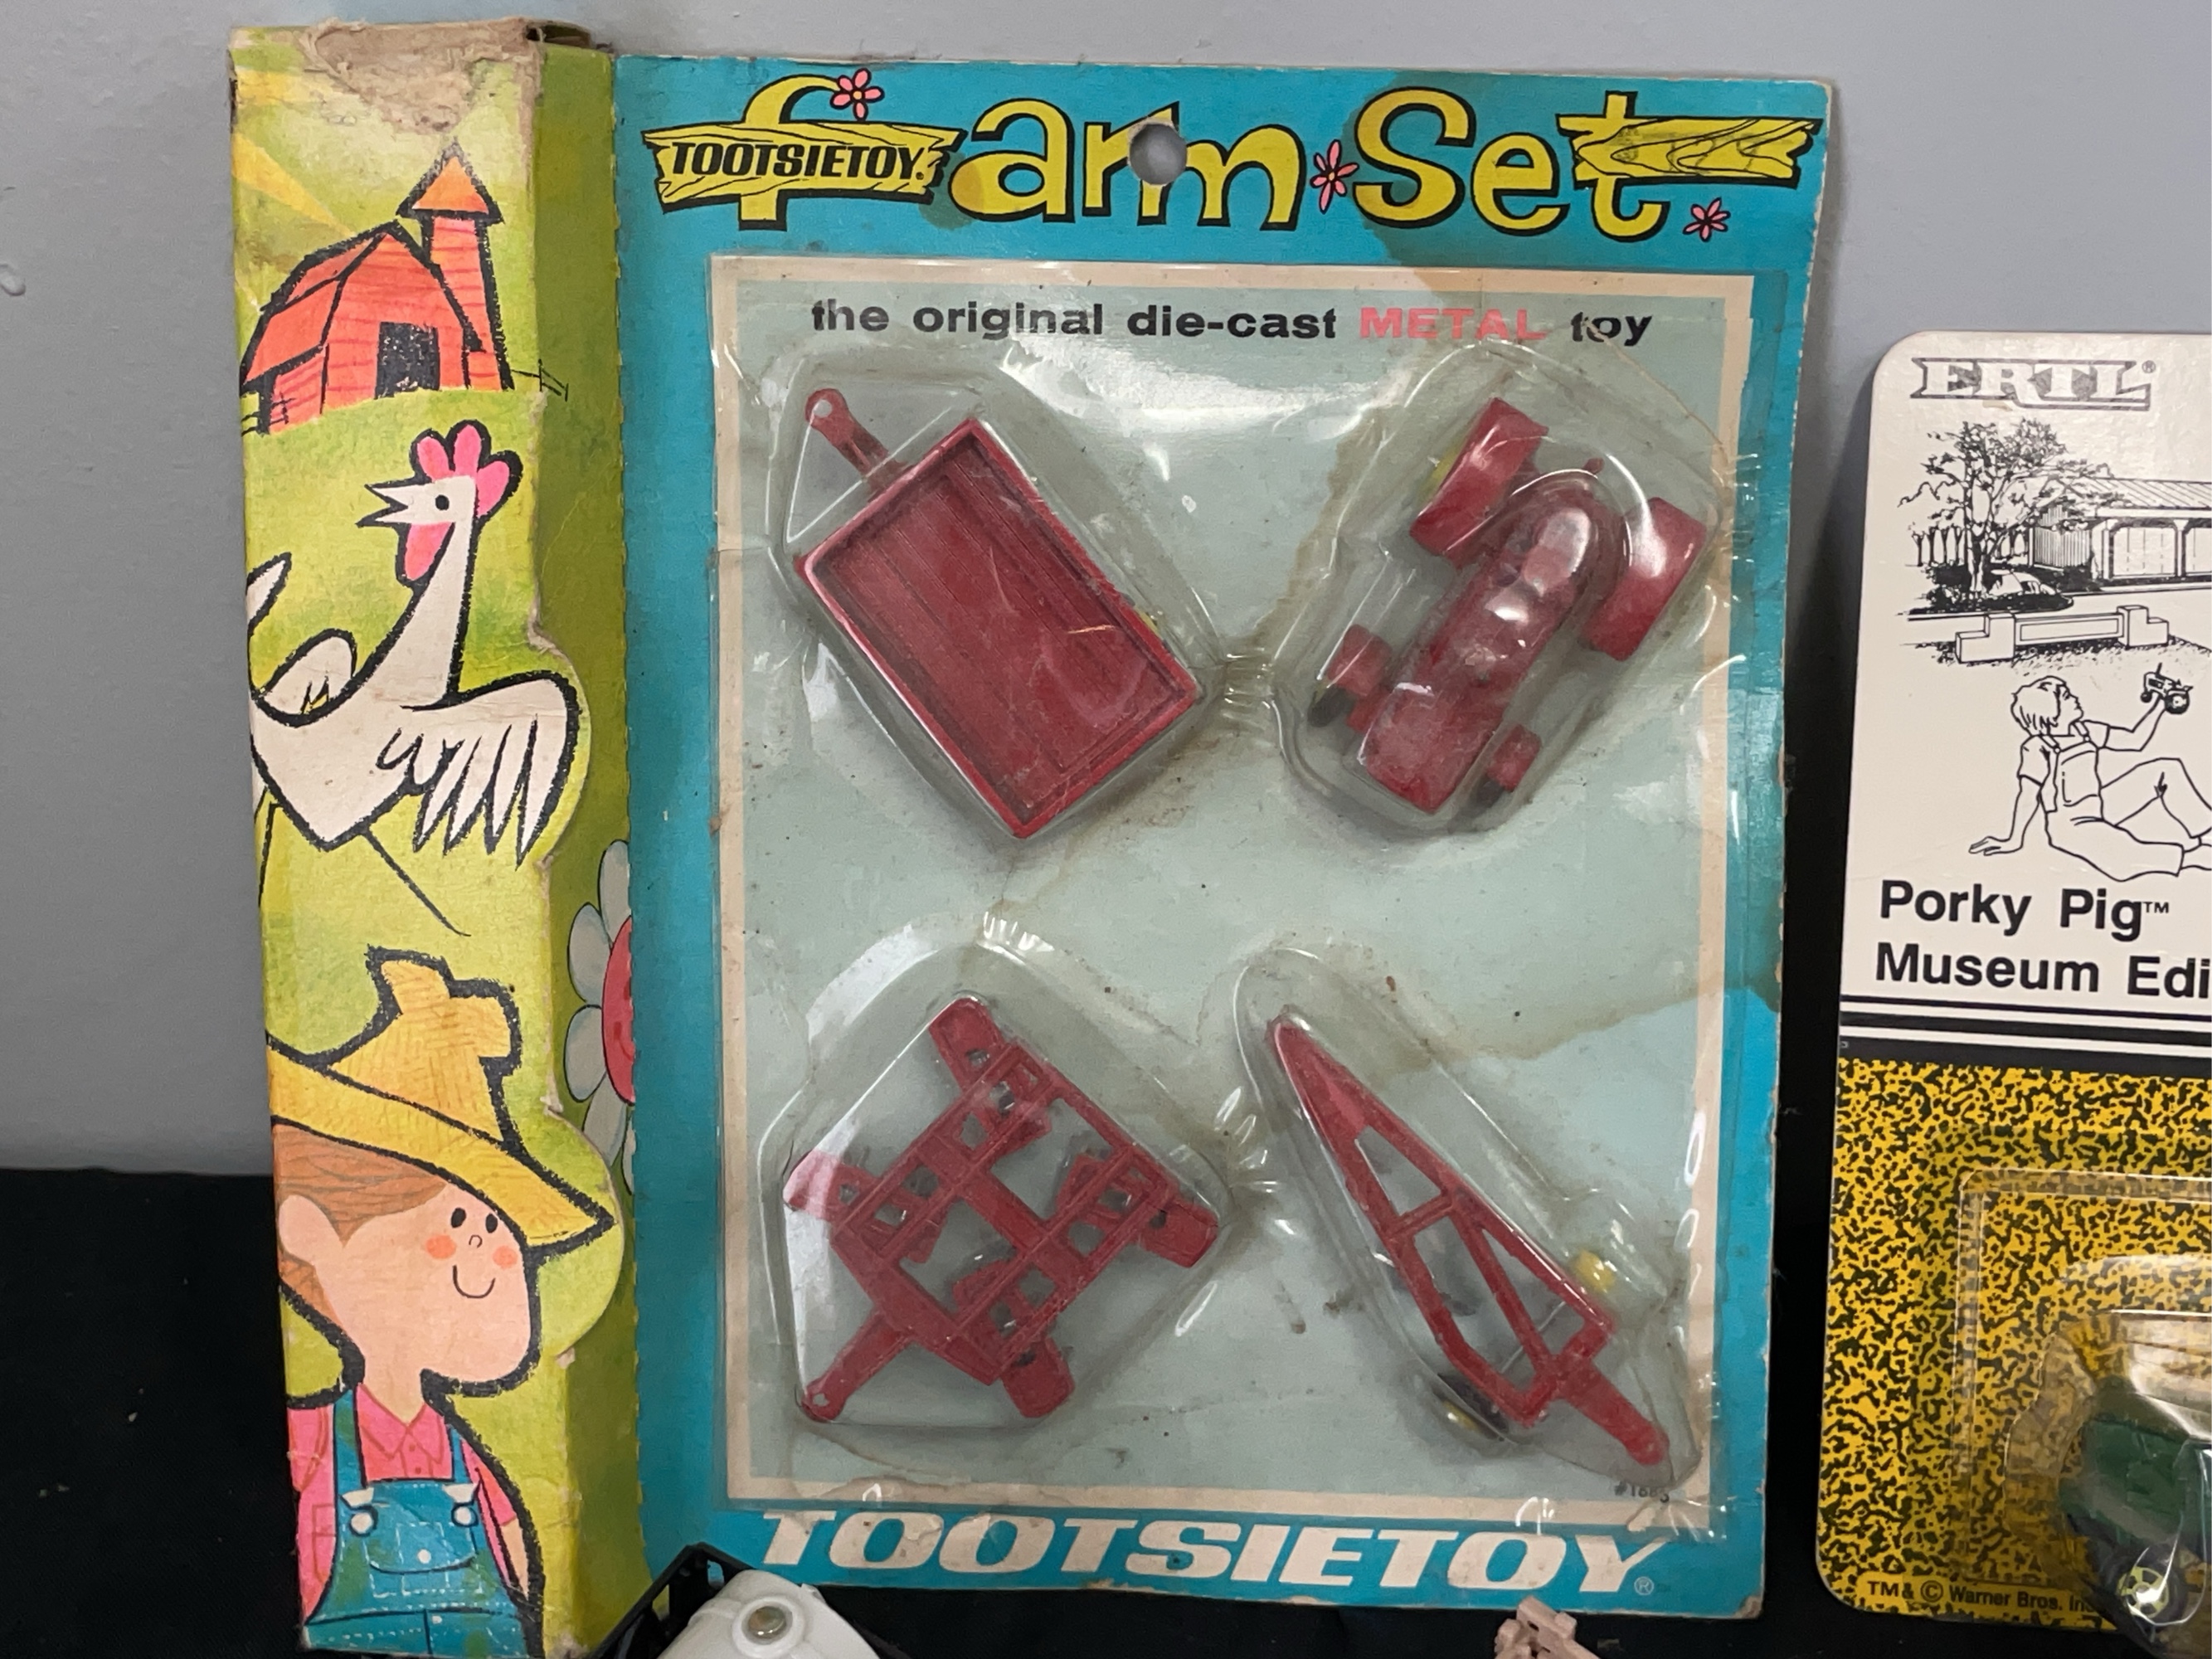 farm Set
TOOTSIETOY®
the original die-cast METAL toy
TOOTSIETOY®
ERTL®
Porky Pig™
Museum Edi
TM & © Warner Bros. Inc